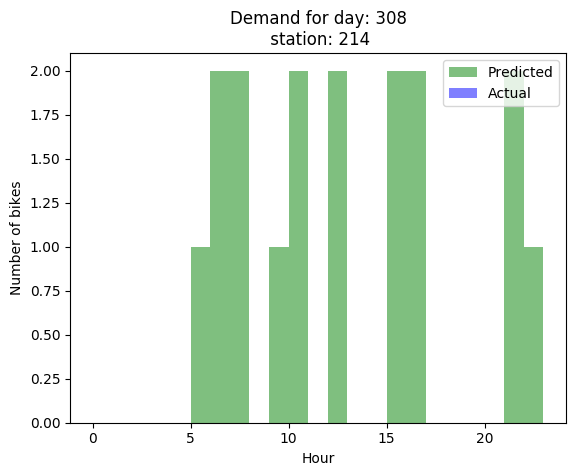 Demand for day: 308
station: 214
Predicted
Actual
2.00
1.75
1.50
1.25
1.00
0.75
0.50
0.25
0.00
Number of bikes
0 5 10 15 20
Hour